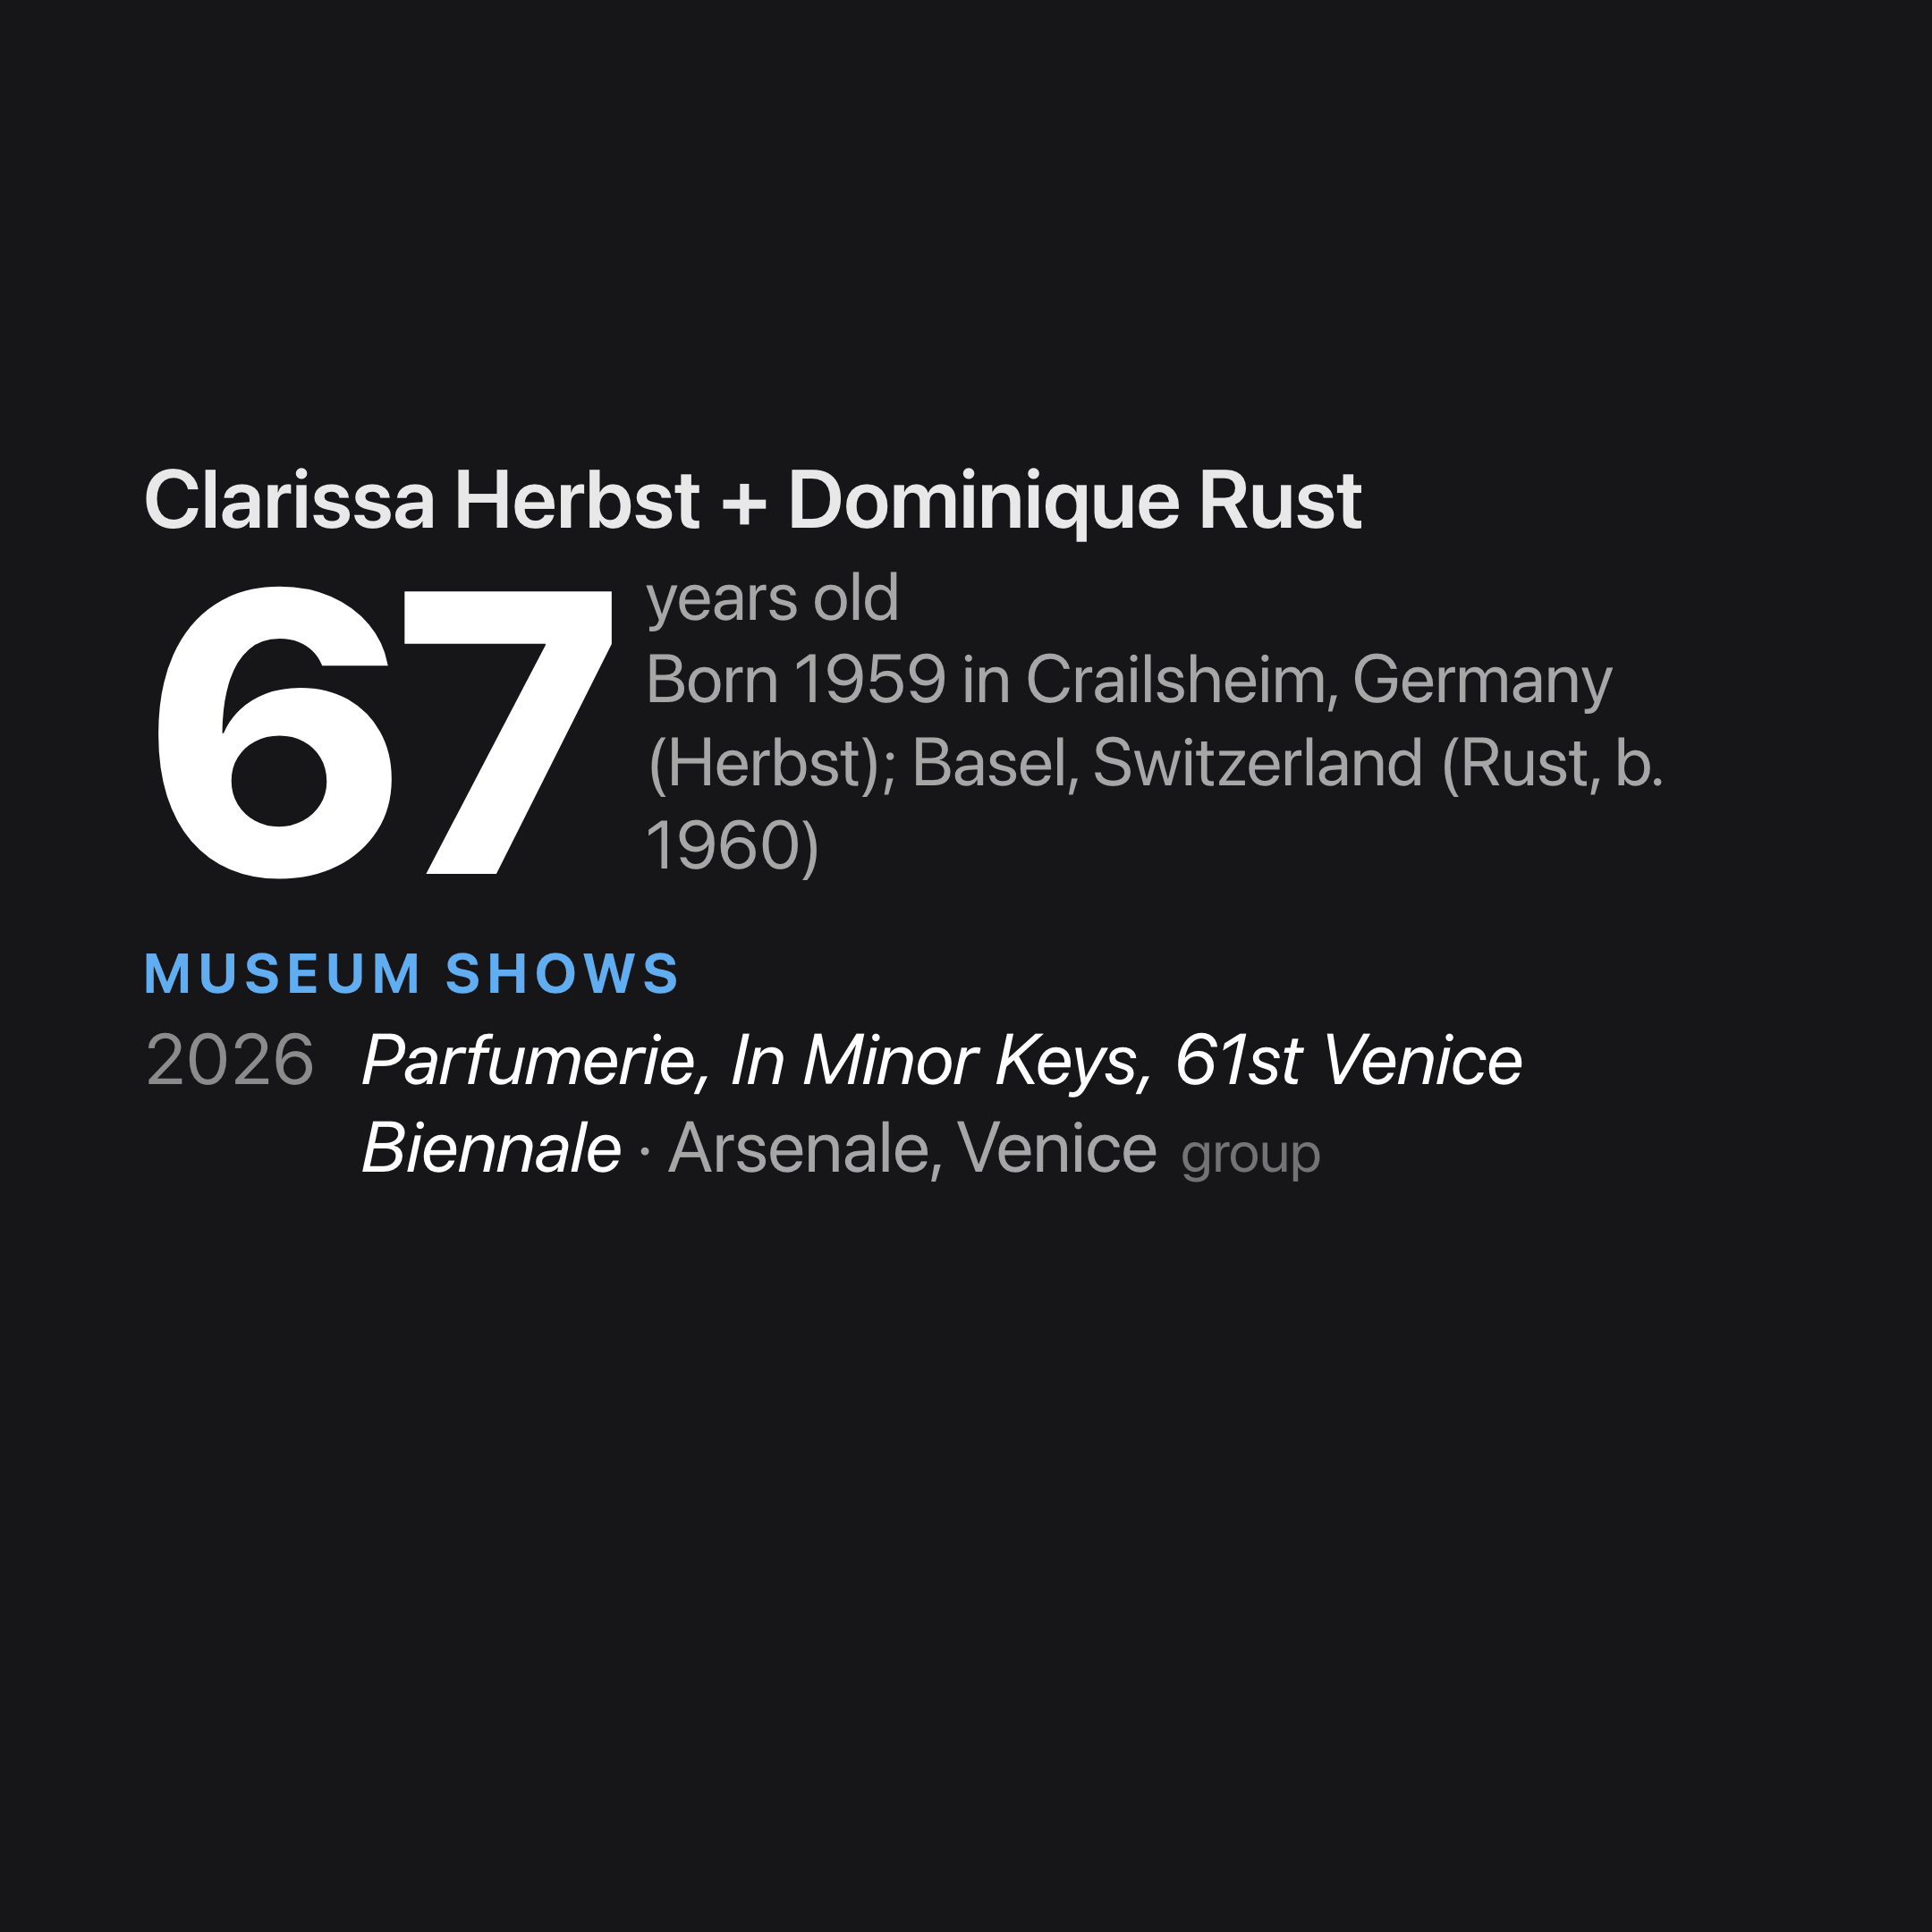 Clarissa Herbst + Dominique Rust
67
years old
Born 1959 in Crailsheim, Germany
(Herbst); Basel, Switzerland (Rust, b.
1960)
MUSEUM SHOWS
2026 Parfumerie, In Minor Keys, 61st Venice
Biennale · Arsenale, Venice group